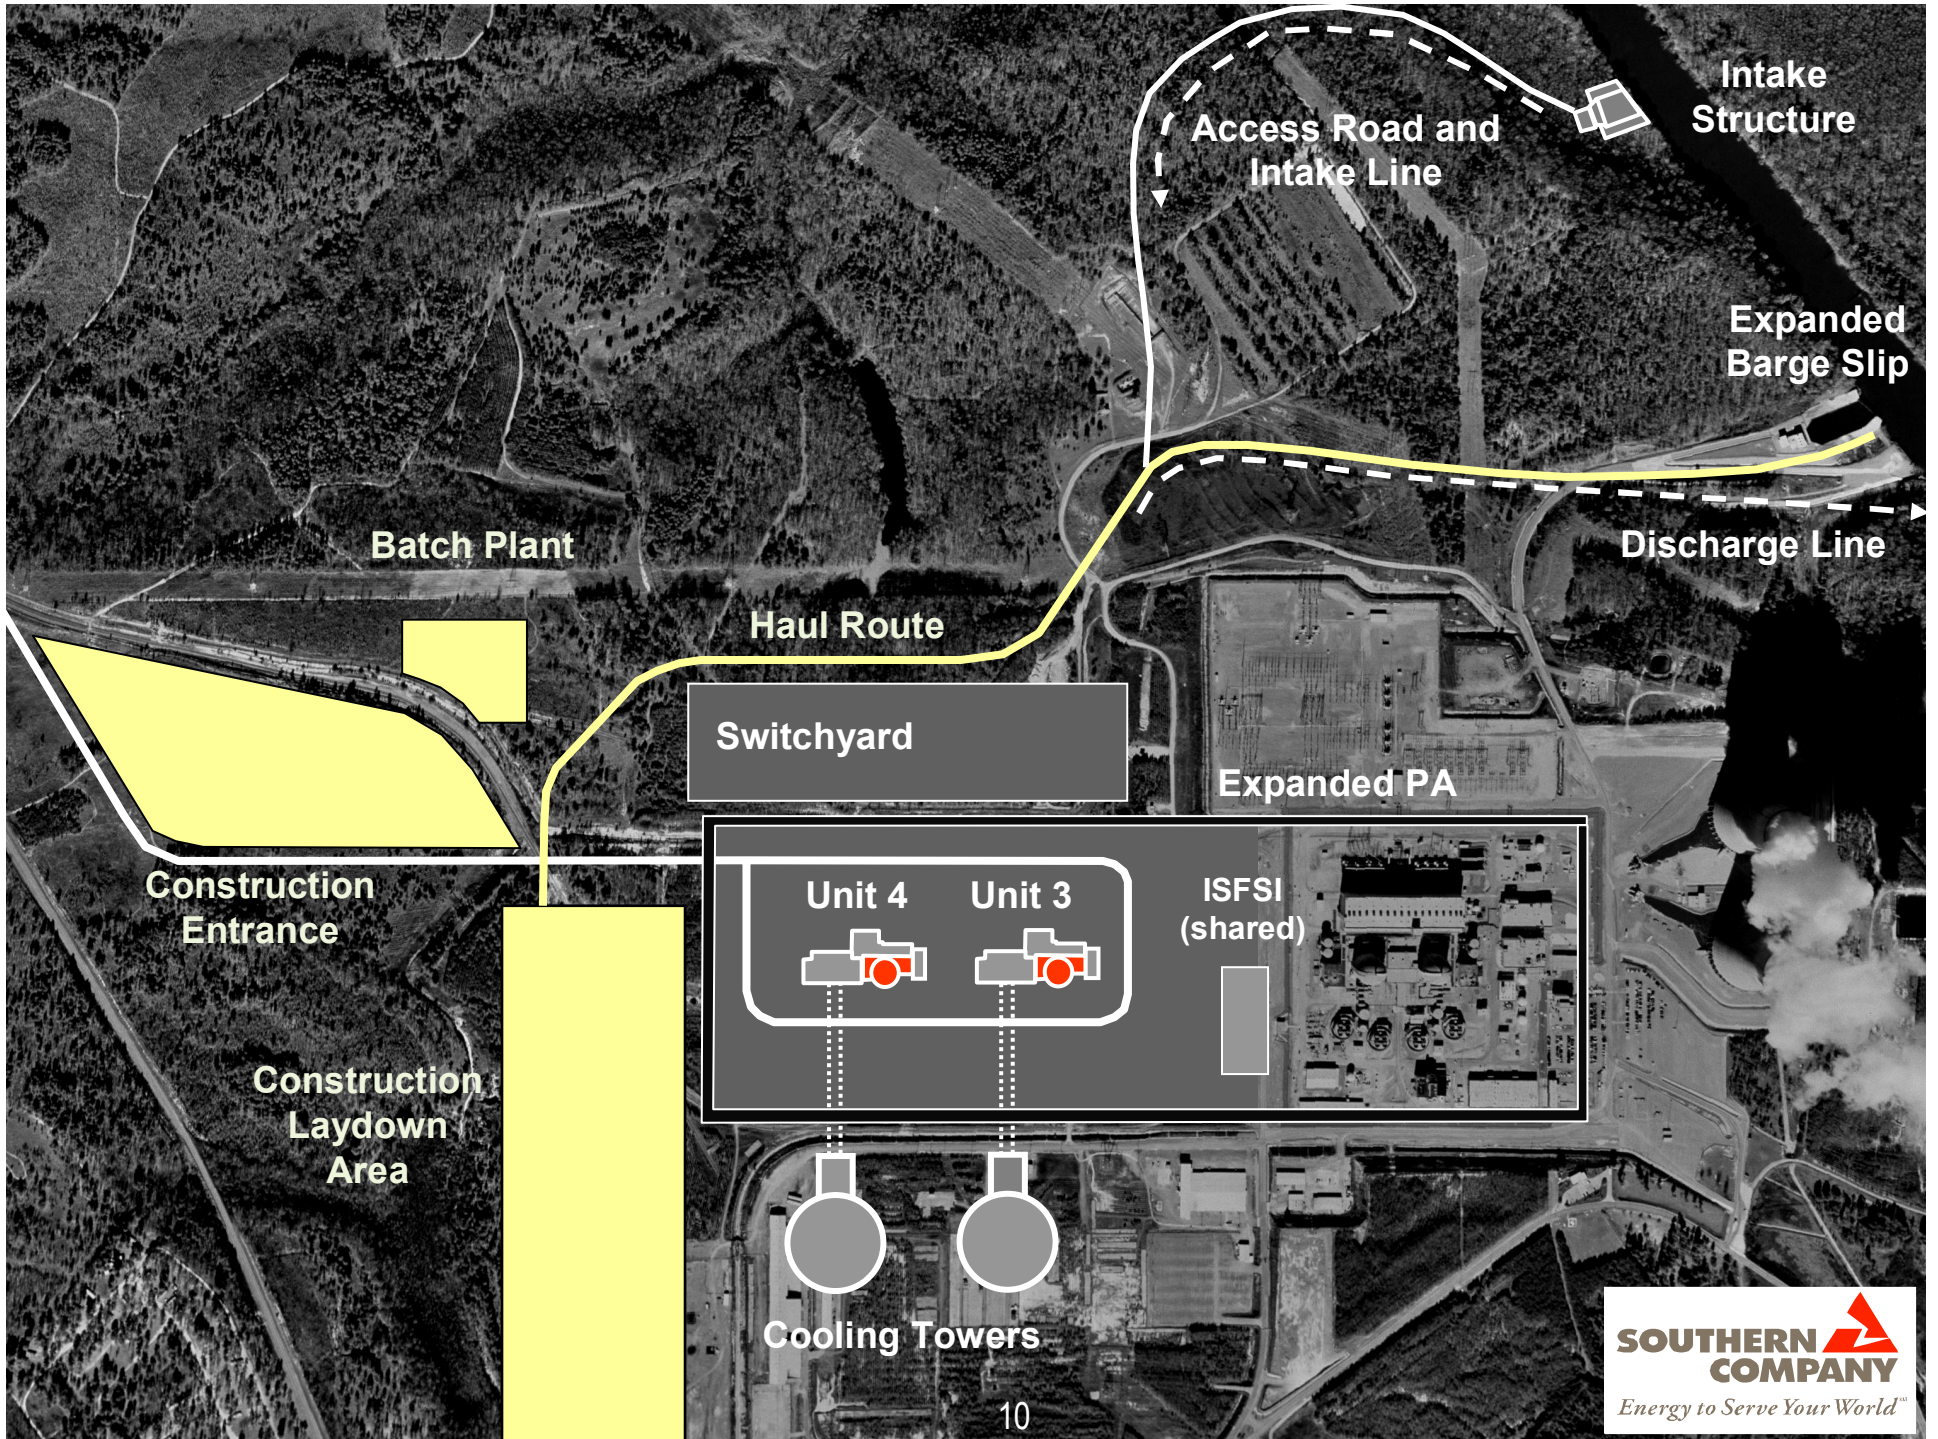 Intake
Structure
Access Road and
Intake Line
Expanded
Barge Slip
Batch Plant
Discharge Line
Haul Route
Switchyard
Expanded PA
Construction
Entrance
Unit 4
Unit 3
ISFSI
(shared)
Construction
Laydown
Area
Cooling Towers
10
SOUTHERN
COMPANY
Energy to Serve Your World